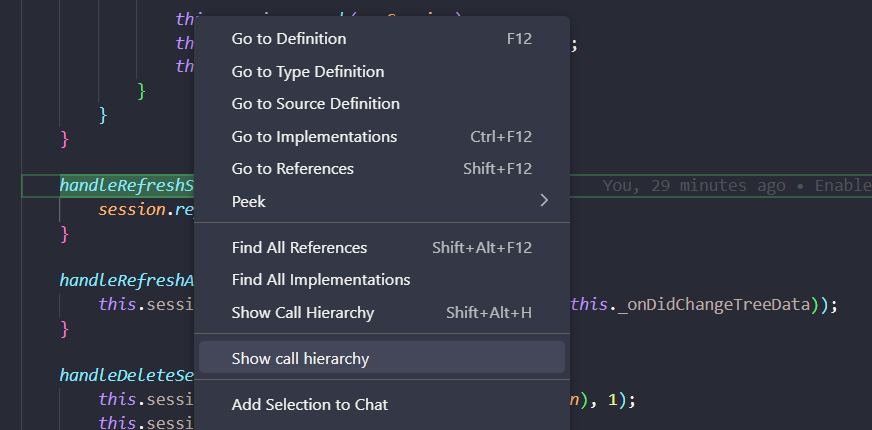 th
Go to Definition F12
th ;
Go to Type Definition
th
}
Go to Source Definition
}
Go to Implementations Ctrl+F12
}
Go to References Shift+F12
handleRefreshS You, 29 minutes ago • Enable
Peek
session.re
}
Find All References Shift+Alt+F12
handleRefreshA
Find All Implementations
this.sessi this._onDidChangeTreeData));
Show Call Hierarchy Shift+Alt+H
}
Show call hierarchy
handleDeleteSe
this.sessi n), 1);
Add Selection to Chat
this.sessi